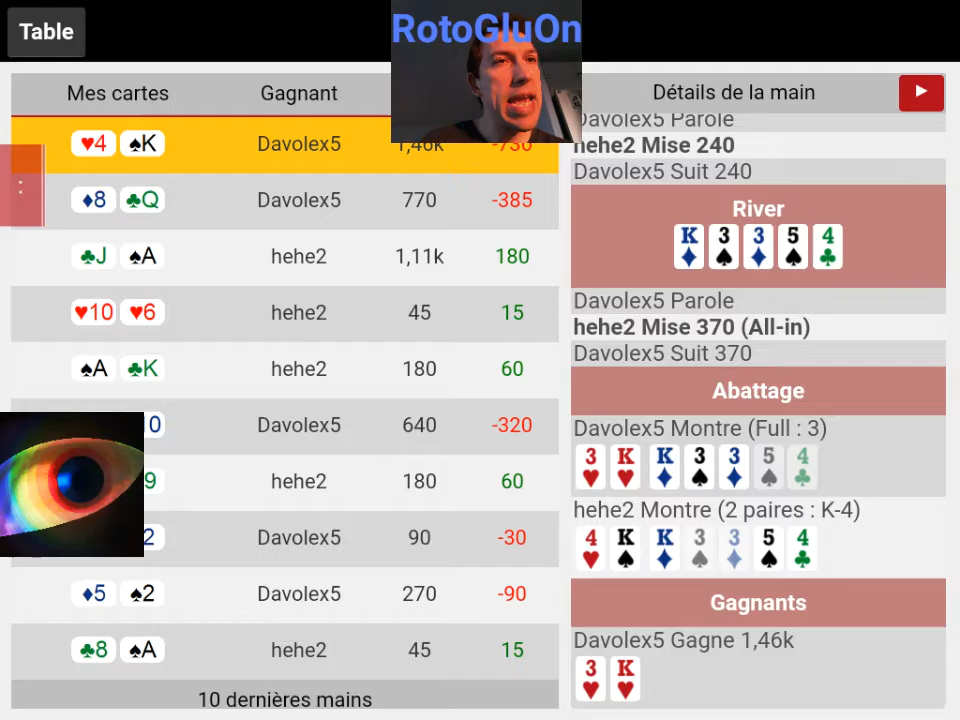 Table
RotoGluOn
Mes cartes Gagnant
♥4 ♠K Davolex5 1,46k -730
♦8 ♣Q Davolex5 770 -385
♣J ♠A hehe2 1,11k 180
♥10 ♥6 hehe2 45 15
♠A ♣K hehe2 180 60
Davolex5 640 -320
9 hehe2 180 60
2 Davolex5 90 -30
♦5 ♠2 Davolex5 270 -90
♣8 ♠A hehe2 45 15
10 dernières mains
Détails de la main
Davolex5 Parole
hehe2 Mise 240
Davolex5 Suit 240
River
K♦ 3♠ 3♦ 5♠ 4♣
Davolex5 Parole
hehe2 Mise 370 (All-in)
Davolex5 Suit 370
Abattage
Davolex5 Montre (Full : 3)
3♥ K♥ K♦ 3♠ 3♦ 5♠ 4♣
hehe2 Montre (2 paires : K-4)
4♥ K♠ K♦ 3♠ 3♦ 5♠ 4♣
Gagnants
Davolex5 Gagne 1,46k
3♥ K♥